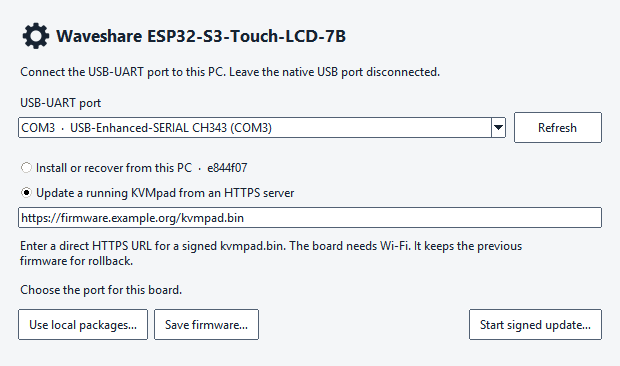 Waveshare ESP32-S3-Touch-LCD-7B
Connect the USB-UART port to this PC. Leave the native USB port disconnected.
USB-UART port
COM3 · USB-Enhanced-SERIAL CH343 (COM3)
Refresh
Install or recover from this PC · e844f07
Update a running KVMpad from an HTTPS server
https://firmware.example.org/kvmpad.bin
Enter a direct HTTPS URL for a signed kvmpad.bin. The board needs Wi-Fi. It keeps the previous
firmware for rollback.
Choose the port for this board.
Use local packages...
Save firmware...
Start signed update...